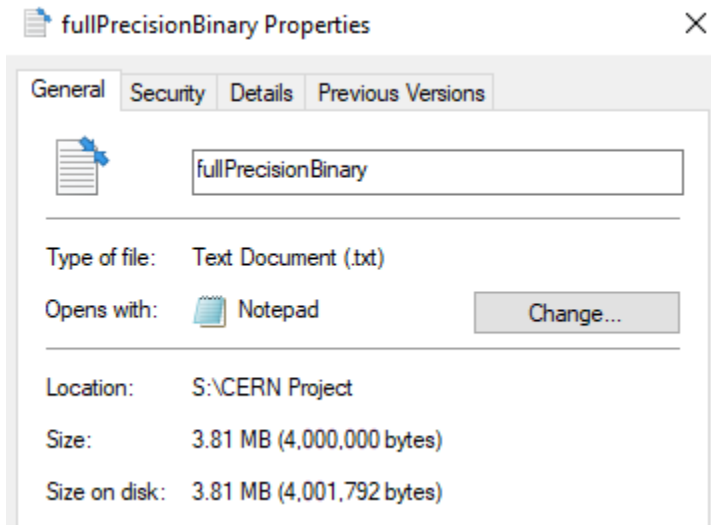 fullPrecisionBinary Properties
General Security Details Previous Versions
fullPrecisionBinary
Type of file: Text Document (.txt)
Opens with: Notepad Change...
Location: S:\CERN Project
Size: 3.81 MB (4,000,000 bytes)
Size on disk: 3.81 MB (4,001,792 bytes)